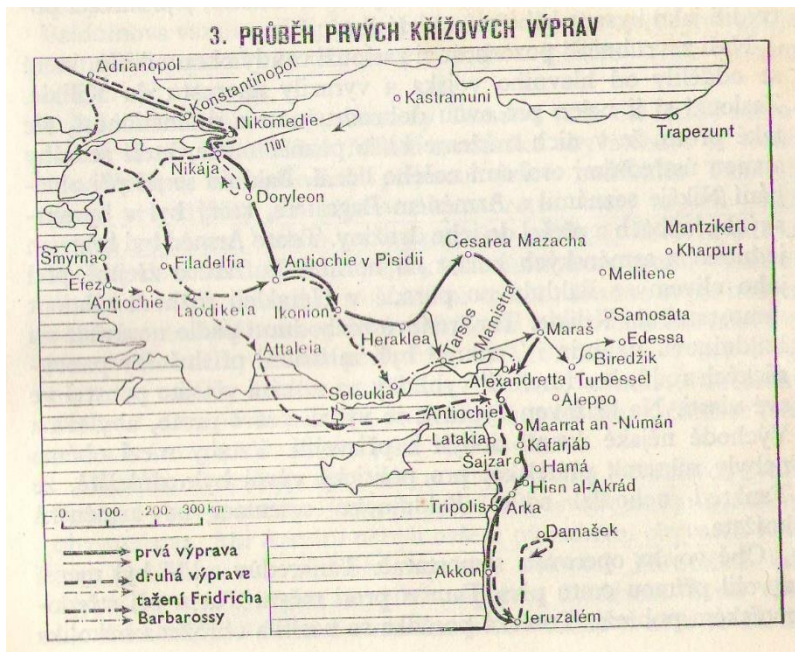 3. PRŮBĚH PRVÝCH KŘÍŽOVÝCH VÝPRAV
Adrianopol
Konstantinopol
Nikomedie
Kastramuni
Trapezunt
1101
Nikája
Doryleon
Mantzikert
Kharpurt
Cesarea Mazacha
Smyrna
Filadelfia
Antiochie v Pisidii
Melitene
Efez
Antiochie
Laodikeia
Ikonion
Tarsos
Mamistra
Samosata
Maraš
Edessa
Heraklea
Biredžik
Attaleia
Seleukia
Alexandretta
Turbessel
Aleppo
Antiochie
Maarrat an-Númán
Latakia
Kafarjáb
Šajzar
Hamá
Hisn al-Akrád
0 100 200 300 km
Tripolis
Arka
Damašek
Akkon
Jeruzalém
prvá výprava
druhá výprava
tažení Fridricha
Barbarossy